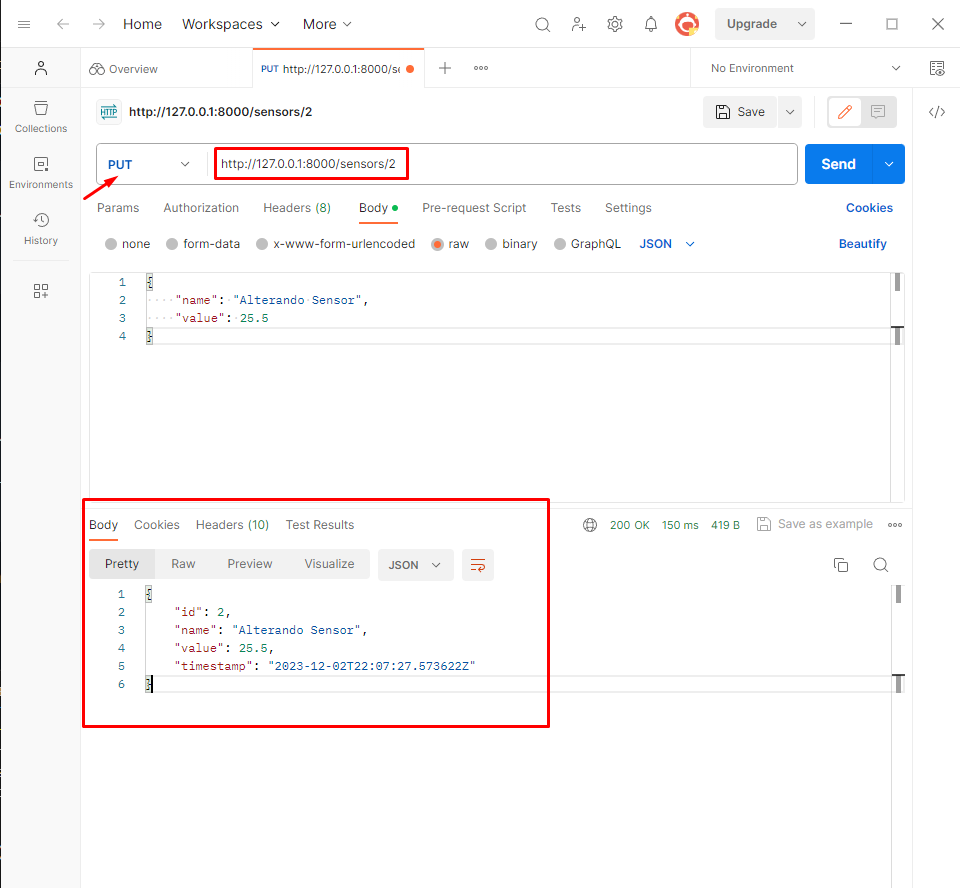 Home Workspaces More Upgrade
Overview PUT http://127.0.0.1:8000/se No Environment
HTTP http://127.0.0.1:8000/sensors/2 Save
Collections
Environments
History
PUT http://127.0.0.1:8000/sensors/2 Send
Params Authorization Headers (8) Body Pre-request Script Tests Settings Cookies
none form-data x-www-form-urlencoded raw binary GraphQL JSON Beautify
1 {
2 "name": "Alterando Sensor",
3 "value": 25.5
4 }
Body Cookies Headers (10) Test Results 200 OK 150 ms 419 B Save as example
Pretty Raw Preview Visualize JSON
1 {
2 "id": 2,
3 "name": "Alterando Sensor",
4 "value": 25.5,
5 "timestamp": "2023-12-02T22:07:27.573622Z"
6 }